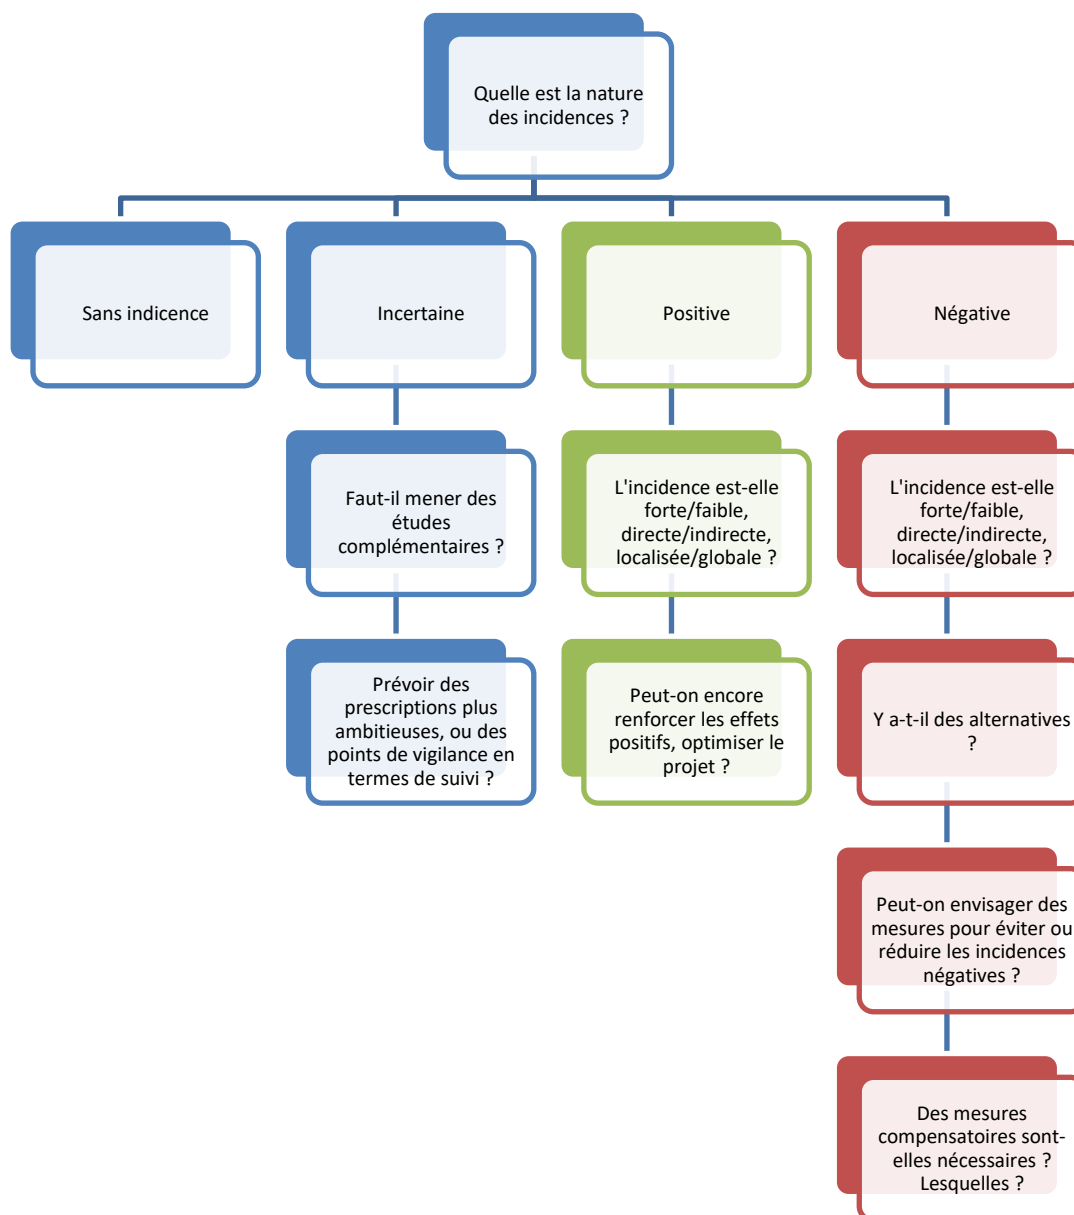 Quelle est la nature
des incidences ?
Sans indicence
Incertaine
Positive
Négative
Faut-il mener des
études
complémentaires ?
L'incidence est-elle
forte/faible,
directe/indirecte,
localisée/globale ?
L'incidence est-elle
forte/faible,
directe/indirecte,
localisée/globale ?
Prévoir des
prescriptions plus
ambitieuses, ou des
points de vigilance en
termes de suivi ?
Peut-on encore
renforcer les effets
positifs, optimiser le
projet ?
Y a-t-il des alternatives
?
Peut-on envisager des
mesures pour éviter ou
réduire les incidences
négatives ?
Des mesures
compensatoires sont-
elles nécessaires ?
Lesquelles ?